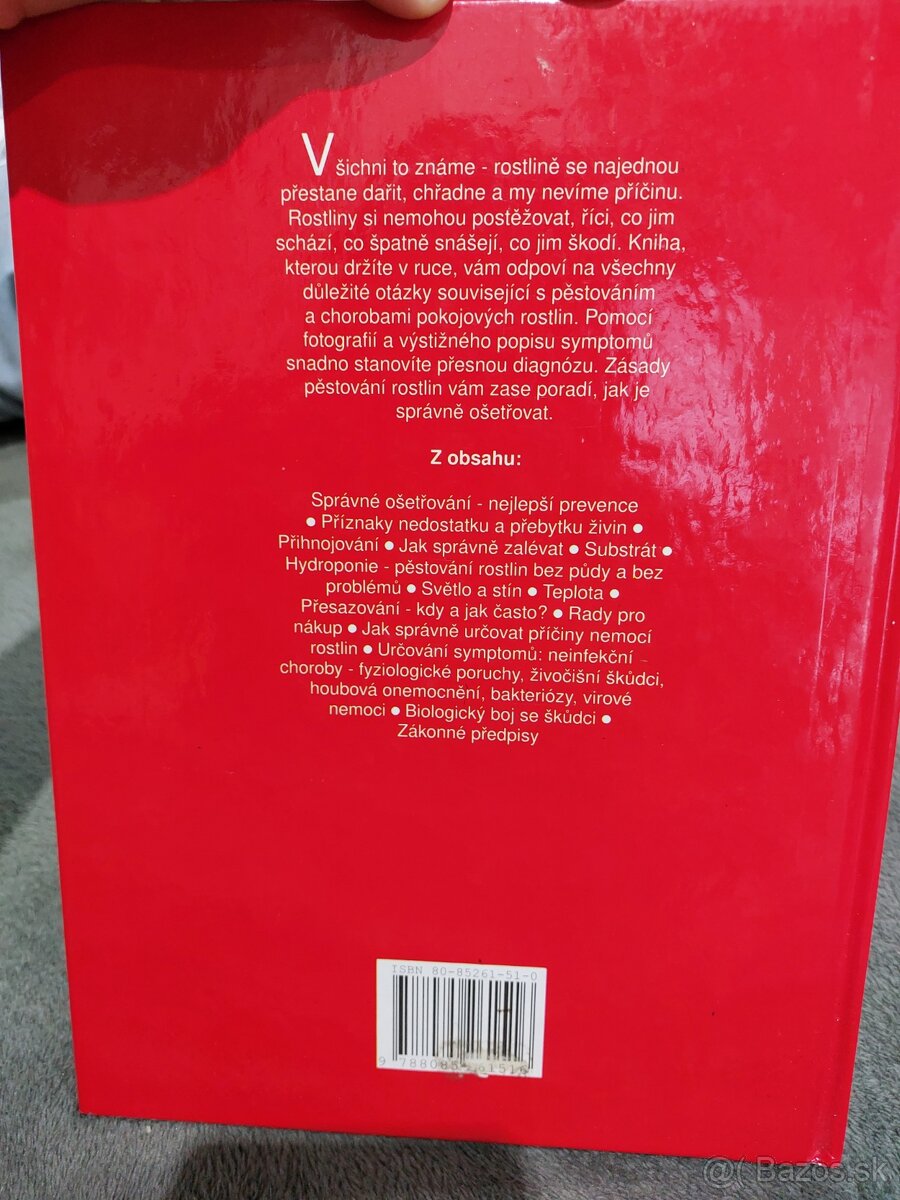 Všichni to známe - rostlině se najednou
přestane dařit, chřadne a my nevíme příčinu.
Rostliny si nemohou postěžovat, říci, co jim
schází, co špatně snášejí, co jim škodí. Kniha,
kterou držíte v ruce, vám odpoví na všechny
důležité otázky související s pěstováním
a chorobami pokojových rostlin. Pomocí
fotografií a výstižného popisu symptomů
snadno stanovíte přesnou diagnózu. Zásady
pěstování rostlin vám zase poradí, jak je
správně ošetřovat.
Z obsahu:
Správné ošetřování - nejlepší prevence
● Příznaky nedostatku a přebytku živin ●
Přihnojování ● Jak správně zalévat ● Substrát ●
Hydroponie - pěstování rostlin bez půdy a bez
problémů ● Světlo a stín ● Teplota ●
Přesazování - kdy a jak často? ● Rady pro
nákup ● Jak správně určovat příčiny nemocí
rostlin ● Určování symptomů: neinfekční
choroby - fyziologické poruchy, živočišní škůdci,
houbová onemocnění, bakteriózy, virové
nemoci ● Biologický boj se škůdci ●
Zákonné předpisy
ISBN 80-85261-51-0
@( Bazos.sk